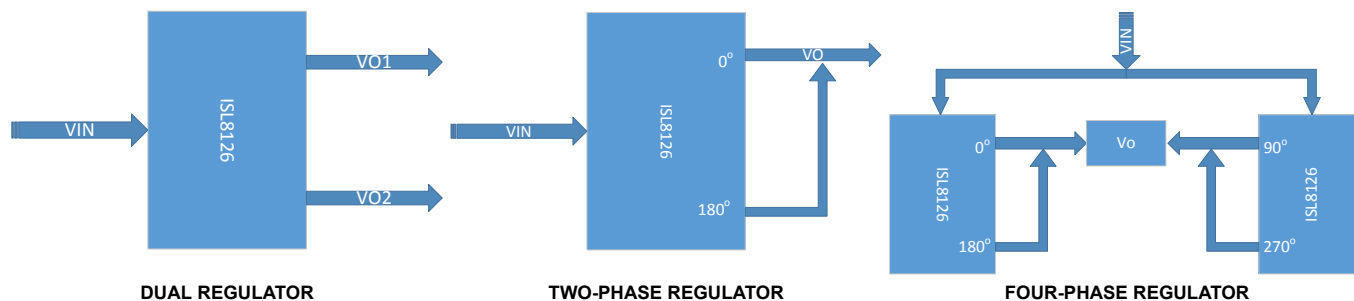 VIN
ISL8126
VO1
VO2
DUAL REGULATOR
VIN
ISL8126
0°
180°
VO
TWO-PHASE REGULATOR
VIN
ISL8126
0°
180°
Vo
90°
270°
ISL8126
FOUR-PHASE REGULATOR